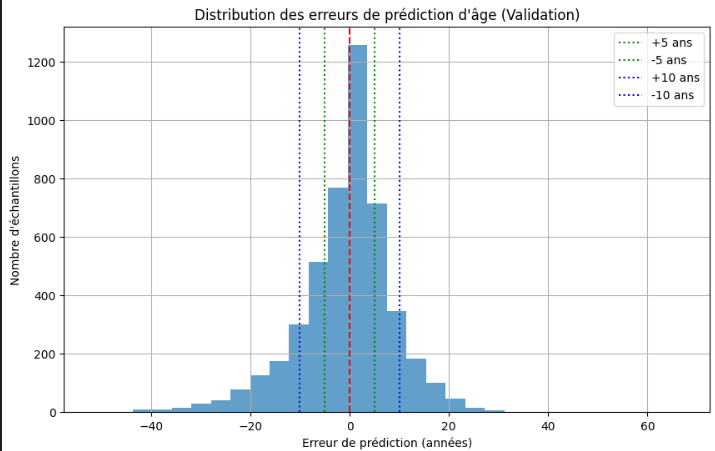 Distribution des erreurs de prédiction d'âge (Validation)
+5 ans
-5 ans
+10 ans
-10 ans
1200
1000
800
600
400
200
0
Nombre d'échantillons
−40
−20
0
20
40
60
Erreur de prédiction (années)